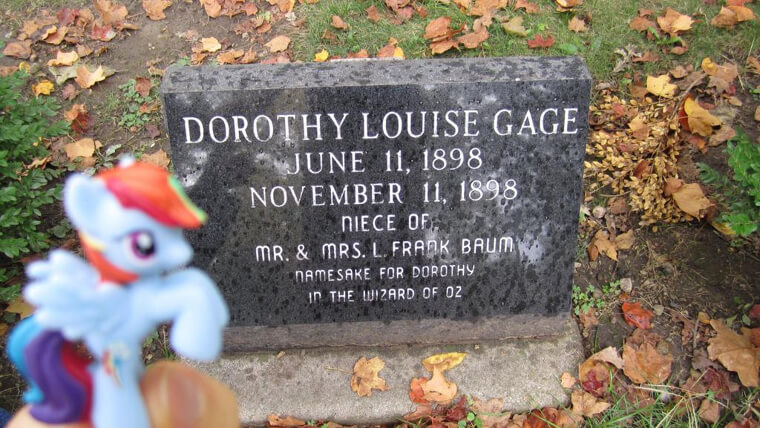 DOROTHY LOUISE GAGE
JUNE 11, 1898
NOVEMBER 11, 1898
NIECE OF
MR. & MRS. L. FRANK BAUM
NAMESAKE FOR DOROTHY
IN THE WIZARD OF OZ